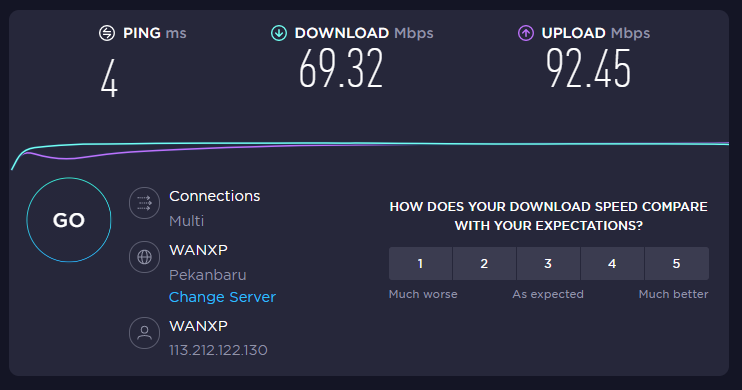 PING ms
DOWNLOAD Mbps
UPLOAD Mbps
4
69.32
92.45
GO
Connections
Multi
WANXP
Pekanbaru
Change Server
WANXP
113.212.122.130
HOW DOES YOUR DOWNLOAD SPEED COMPARE
WITH YOUR EXPECTATIONS?
1 2 3 4 5
Much worse As expected Much better